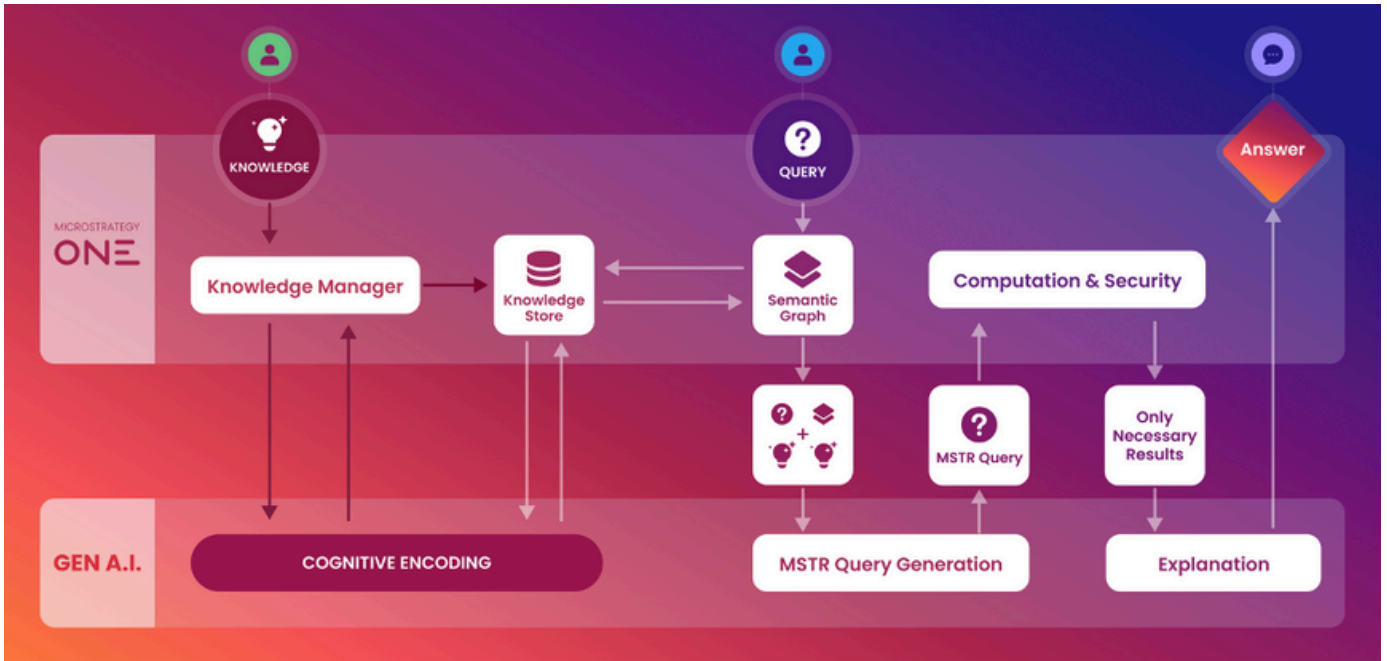 KNOWLEDGE
QUERY
Answer
MICROSTRATEGY
ONE
Knowledge Manager
Knowledge
Store
Semantic
Graph
Computation & Security
?
?
MSTR Query
+
Only
Necessary
Results
GEN A.I.
COGNITIVE ENCODING
MSTR Query Generation
Explanation